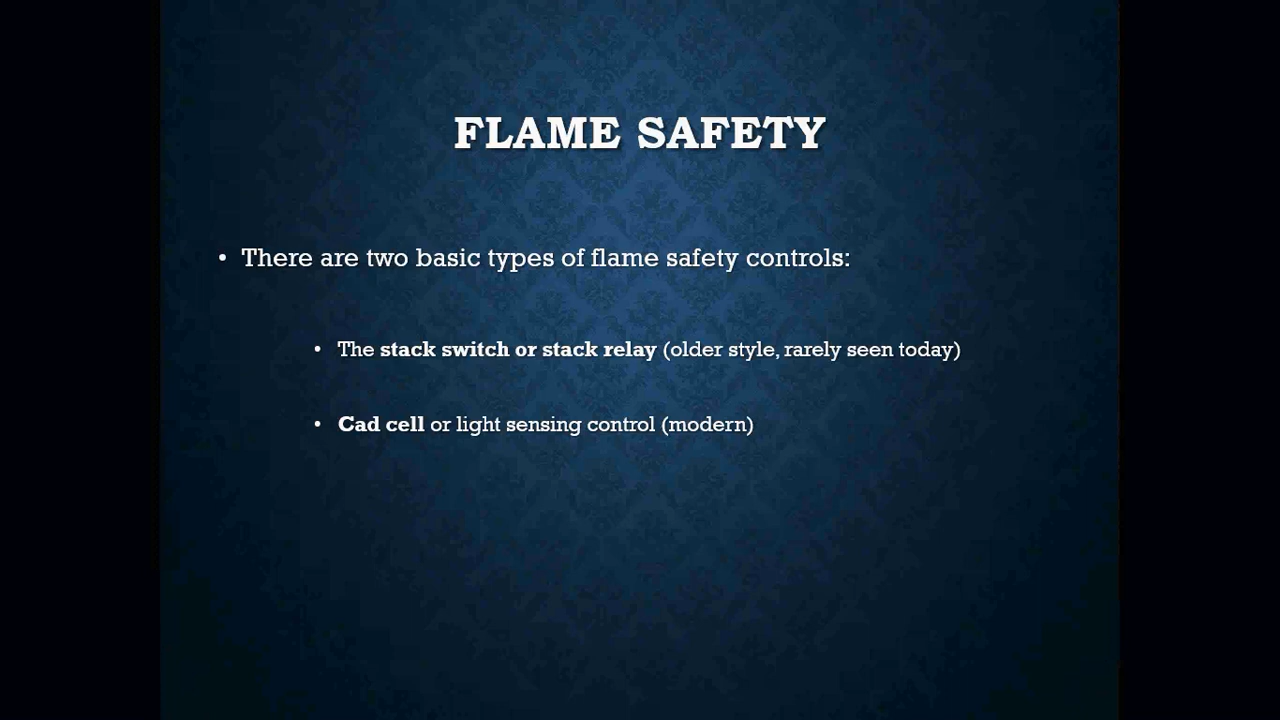 FLAME SAFETY
• There are two basic types of flame safety controls:
• The stack switch or stack relay (older style, rarely seen today)
• Cad cell or light sensing control (modern)